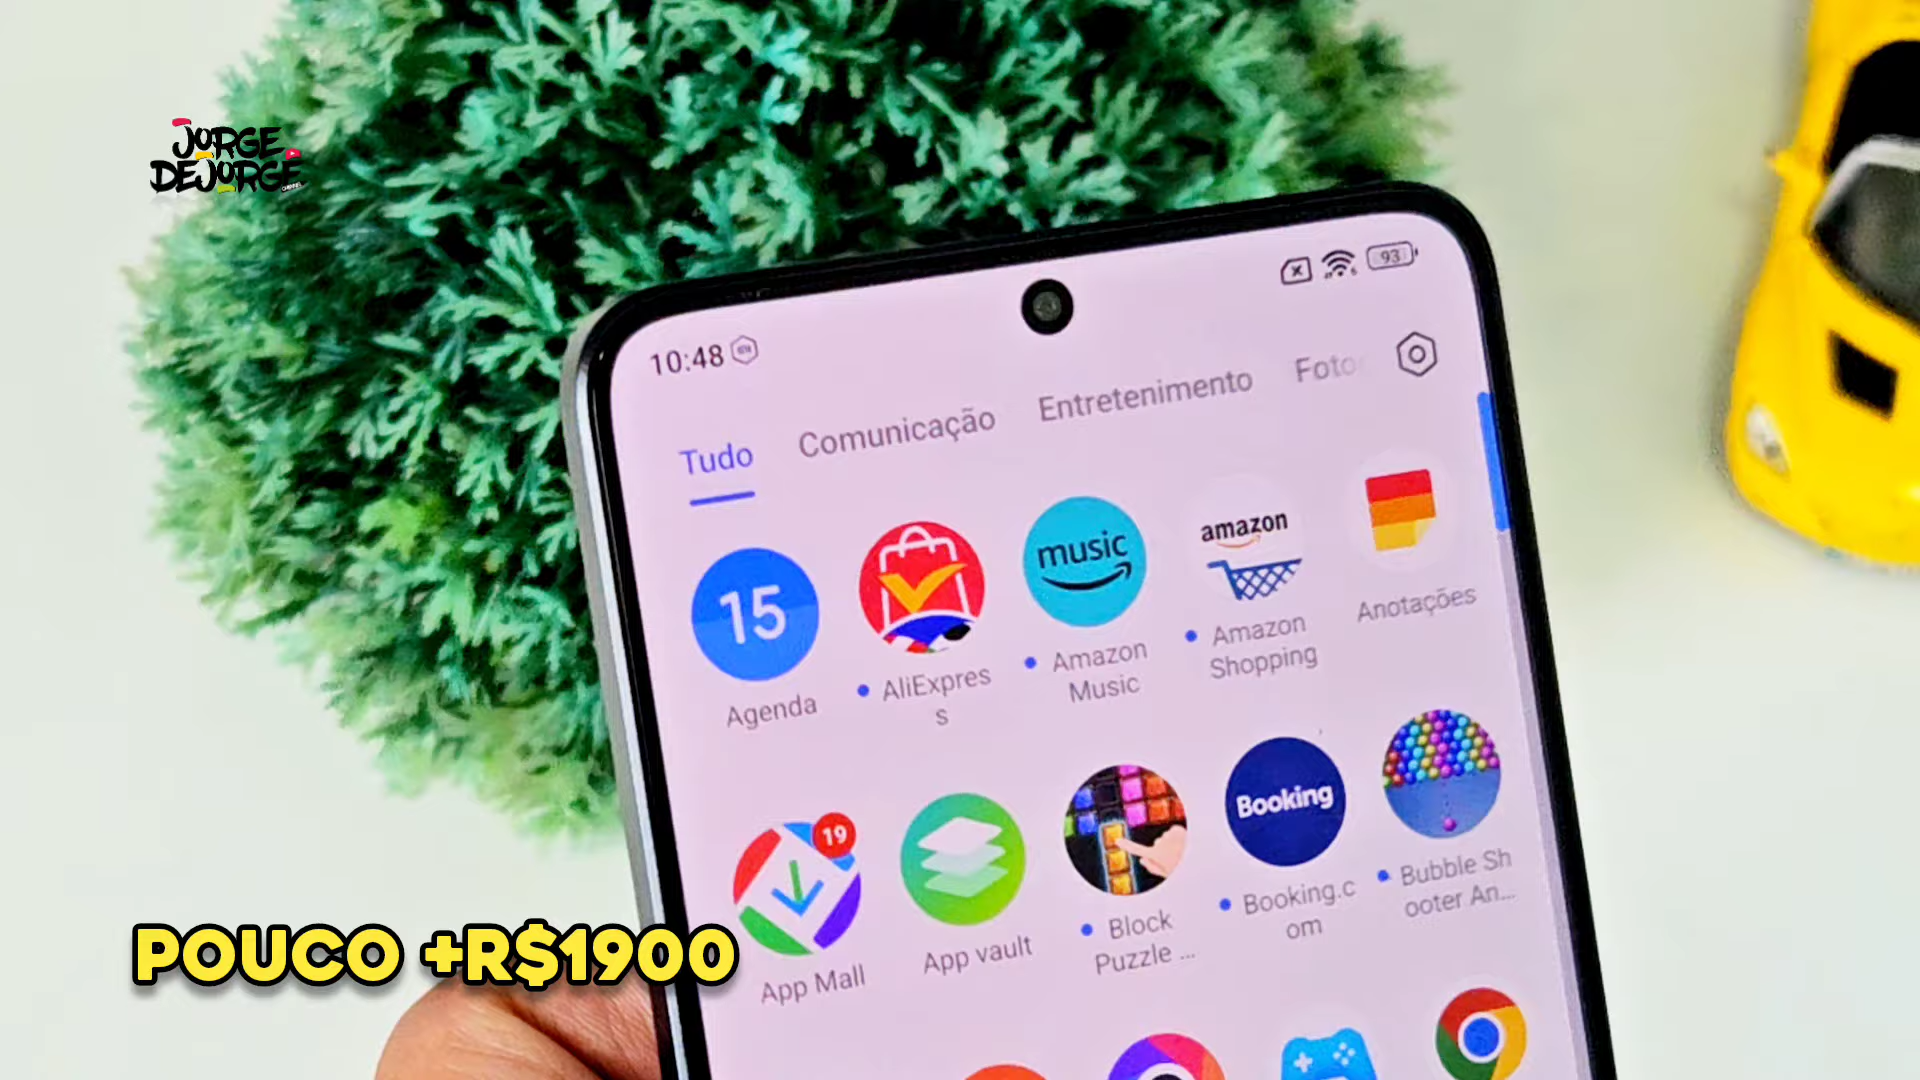 JORGE
DEJORGE
10:48
93
Tudo
Comunicação
Entretenimento
Foto
15
music
amazon
Agenda
AliExpres
s
Amazon
Music
Amazon
Shopping
Anotações
19
Booking
App Mall
App vault
Block
Puzzle ...
Booking.c
om
Bubble Sh
ooter An...
POUCO +R$1900